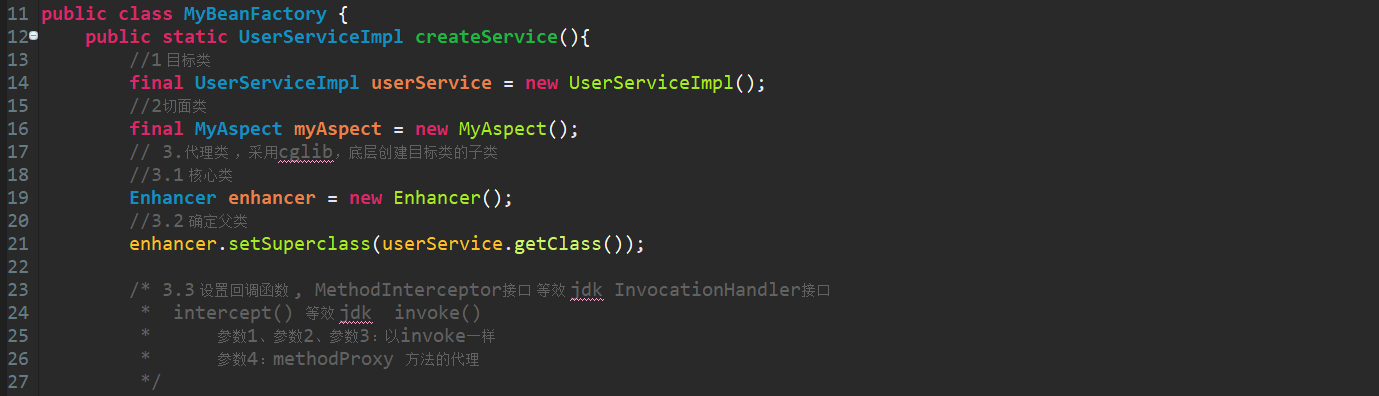 11 public class MyBeanFactory {
12 public static UserServiceImpl createService(){
13 //1 目标类
14 final UserServiceImpl userService = new UserServiceImpl();
15 //2切面类
16 final MyAspect myAspect = new MyAspect();
17 // 3.代理类 ，采用cglib，底层创建目标类的子类
18 //3.1 核心类
19 Enhancer enhancer = new Enhancer();
20 //3.2 确定父类
21 enhancer.setSuperclass(userService.getClass());
22
23 /* 3.3 设置回调函数 , MethodInterceptor接口 等效 jdk InvocationHandler接口
24 * intercept() 等效 jdk invoke()
25 * 参数1、参数2、参数3：以invoke一样
26 * 参数4：methodProxy 方法的代理
27 */